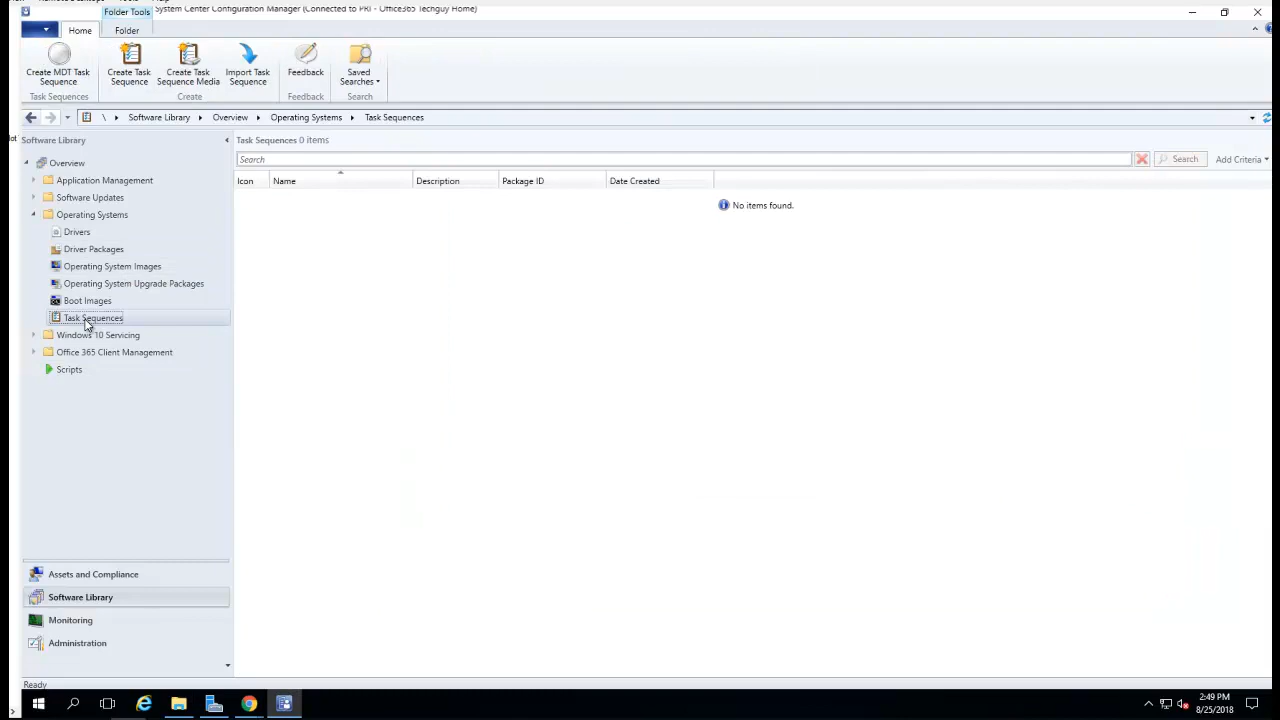 Folder Tools
System Center Configuration Manager (Connected to PRI - Office365 Techguy Home)
Home
Folder
Create MDT Task
Sequence
Create Task
Sequence
Create Task
Sequence Media
Import Task
Sequence
Feedback
Saved
Searches
Task Sequences
Create
Feedback
Search
\ Software Library Overview Operating Systems Task Sequences
Software Library
Task Sequences 0 items
Search
Search
Add Criteria
Icon Name Description Package ID Date Created
No items found.
Overview
Application Management
Software Updates
Operating Systems
Drivers
Driver Packages
Operating System Images
Operating System Upgrade Packages
Boot Images
Task Sequences
Windows 10 Servicing
Office 365 Client Management
Scripts
Assets and Compliance
Software Library
Monitoring
Administration
Ready
2:49 PM
8/25/2018